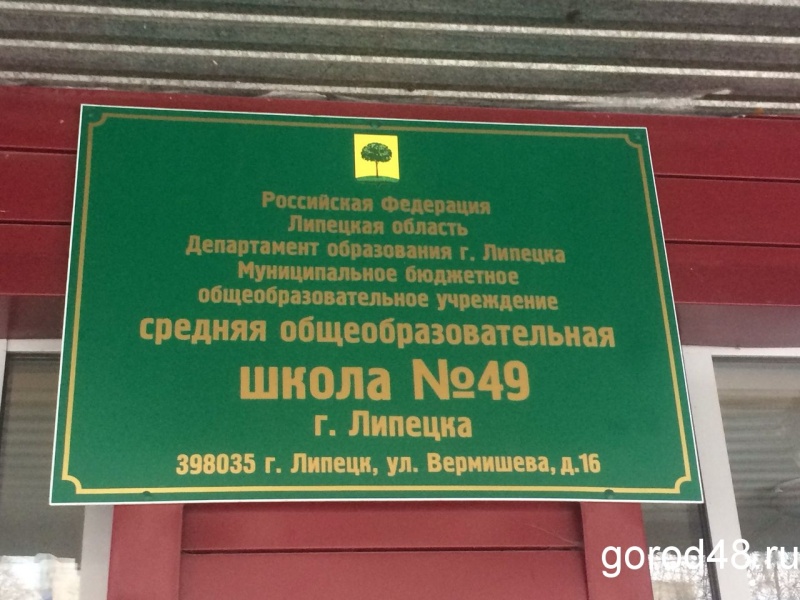 Российская Федерация
Липецкая область
Департамент образования г. Липецка
Муниципальное бюджетное
общеобразовательное учреждение
средняя общеобразовательная
школа №49
г. Липецка
398035 г. Липецк, ул. Вермишева, д.16
gorod48.ru